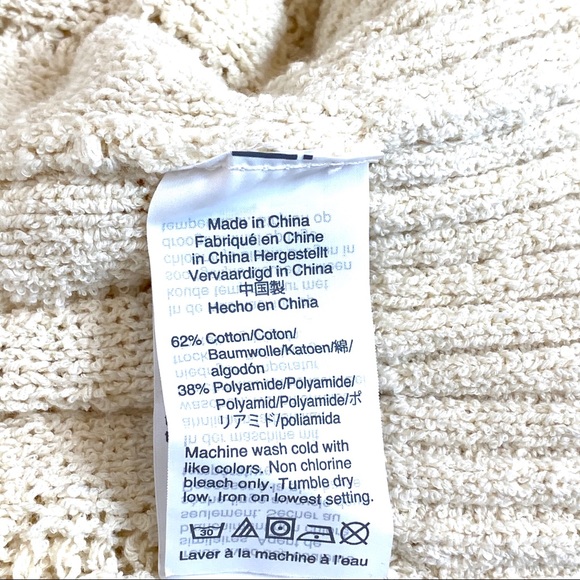 Made in China
Fabriqué en Chine
in China Hergestellt
Vervaardigd in China
中国製
Hecho en China
62% Cotton/Coton/
Baumwolle/Katoen/綿/
algodón
38% Polyamide/Polyamide/
Polyamid/Polyamide/ポ
リアミド/poliamida
Machine wash cold with
like colors. Non chlorine
bleach only. Tumble dry
low. Iron on lowest setting.
30
Laver à la machine à l'eau